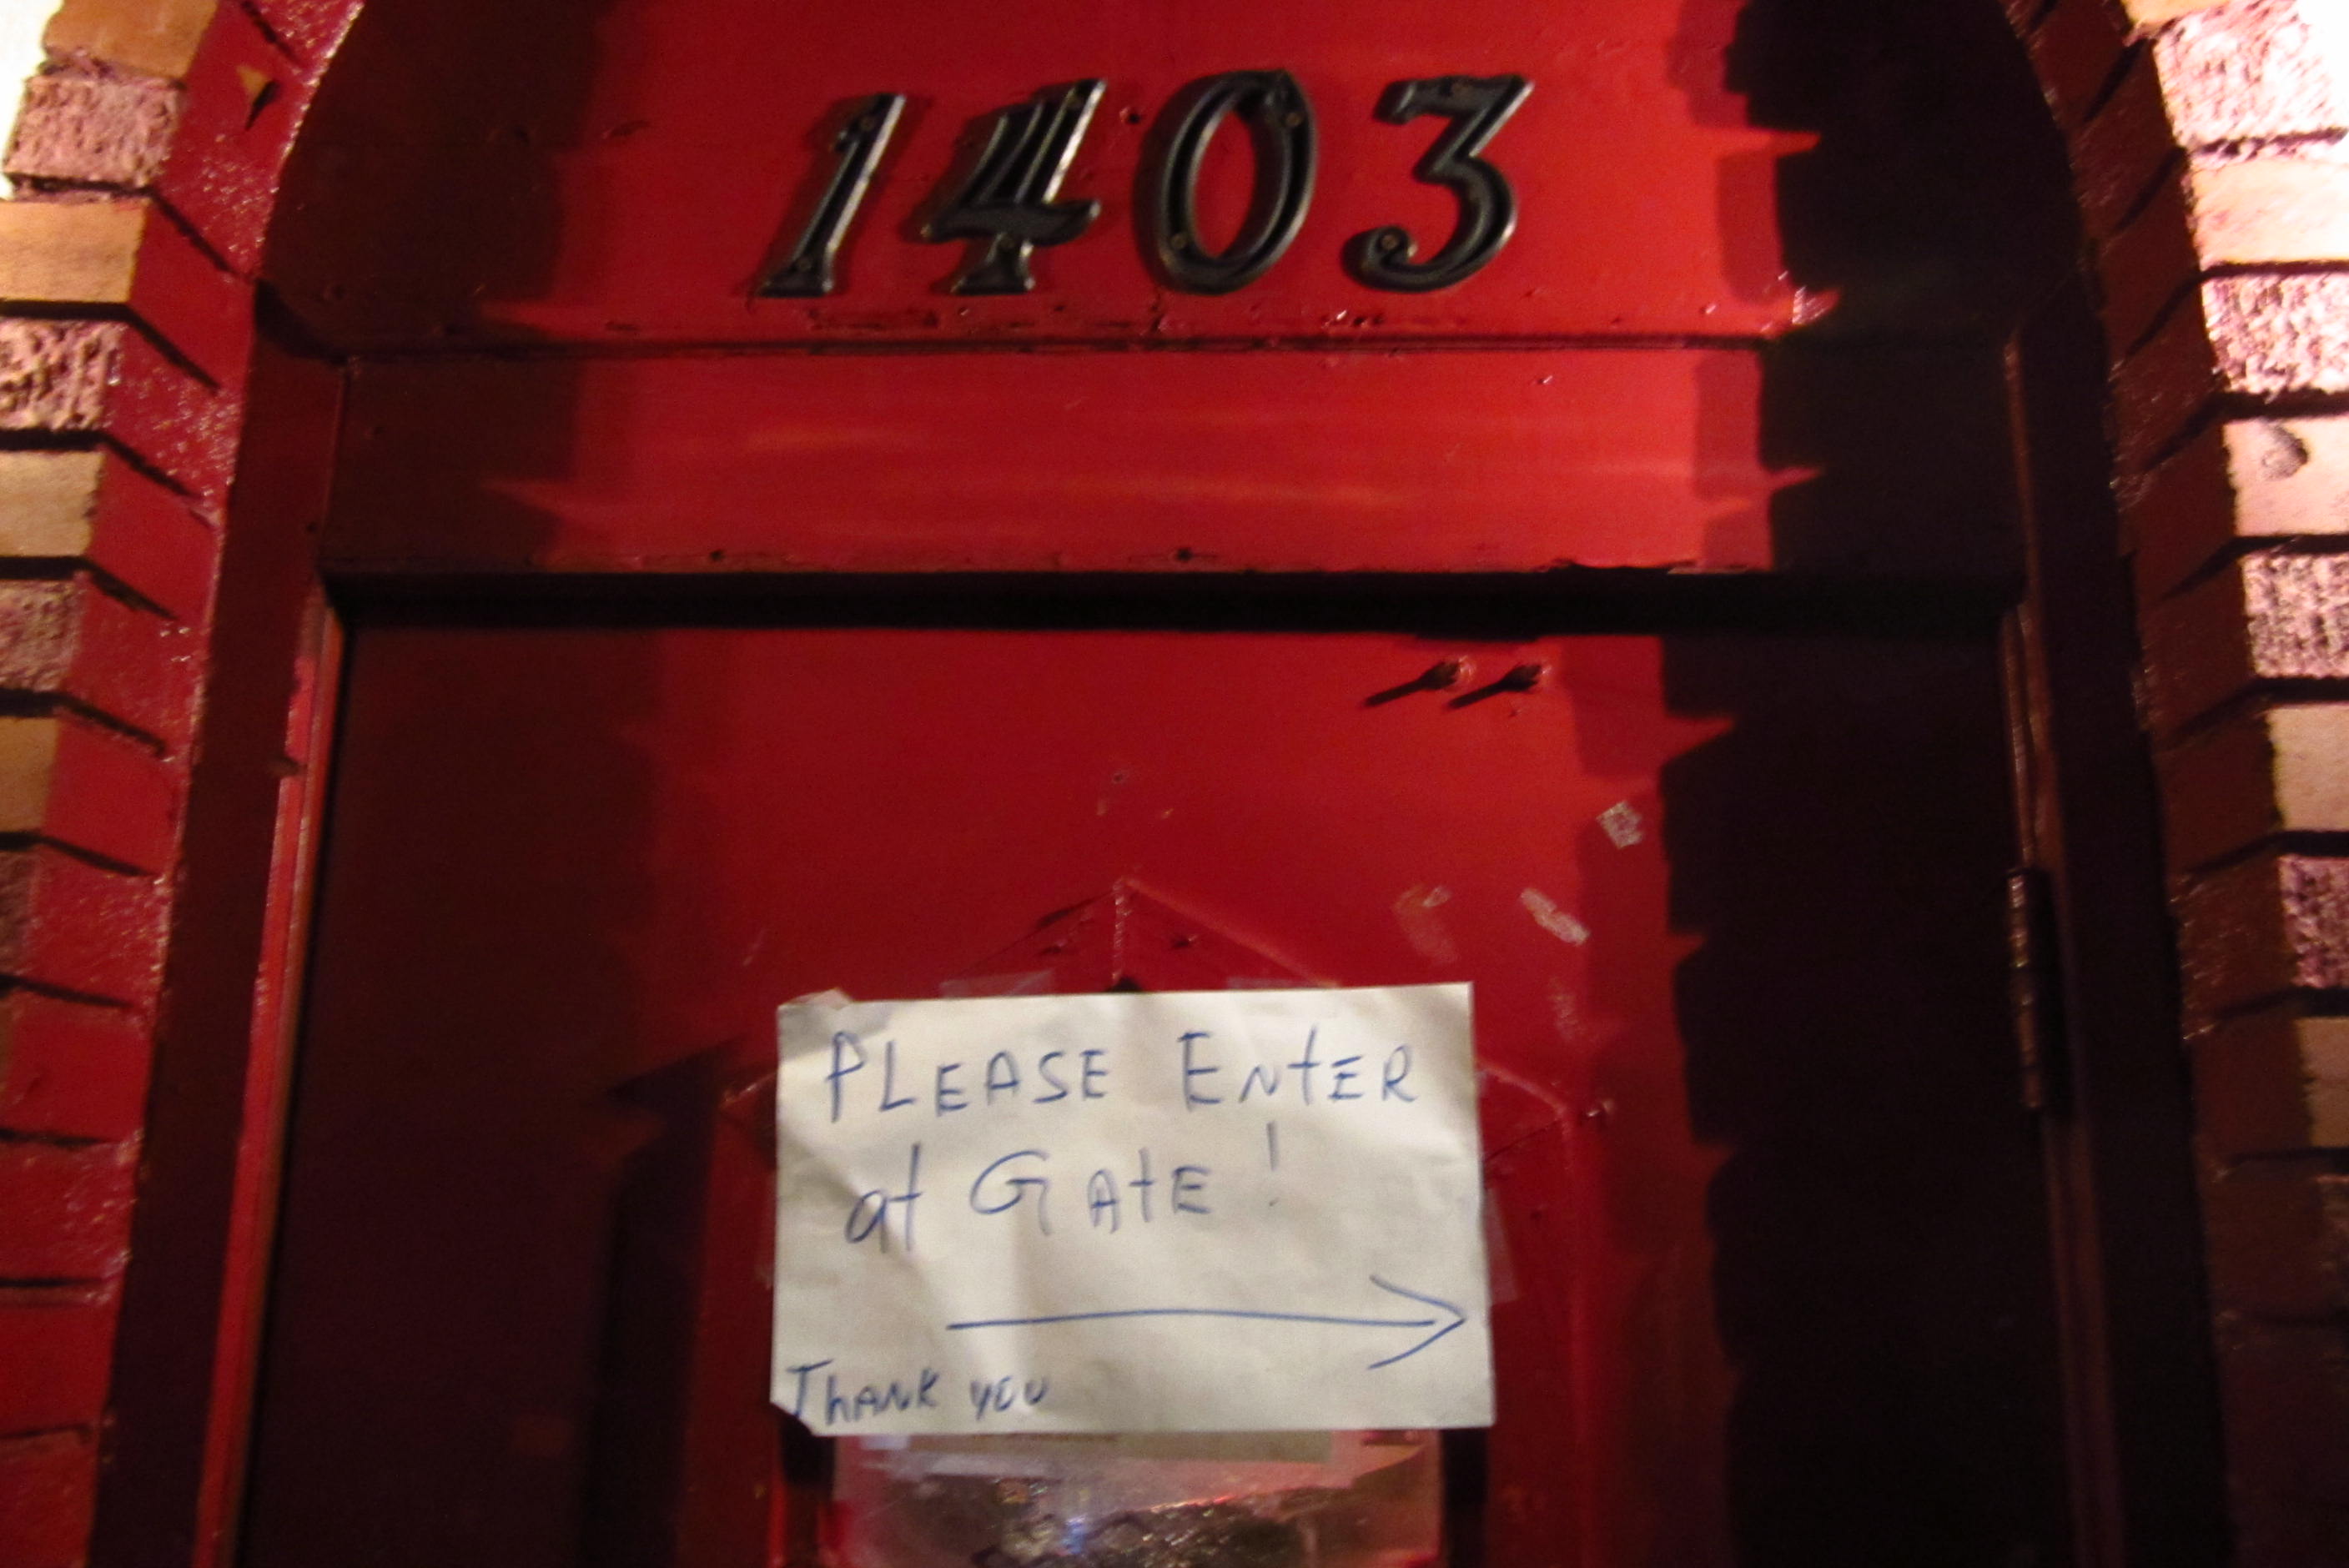 1403
PLEASE ENtER
at GAtE!
ThANK yOU